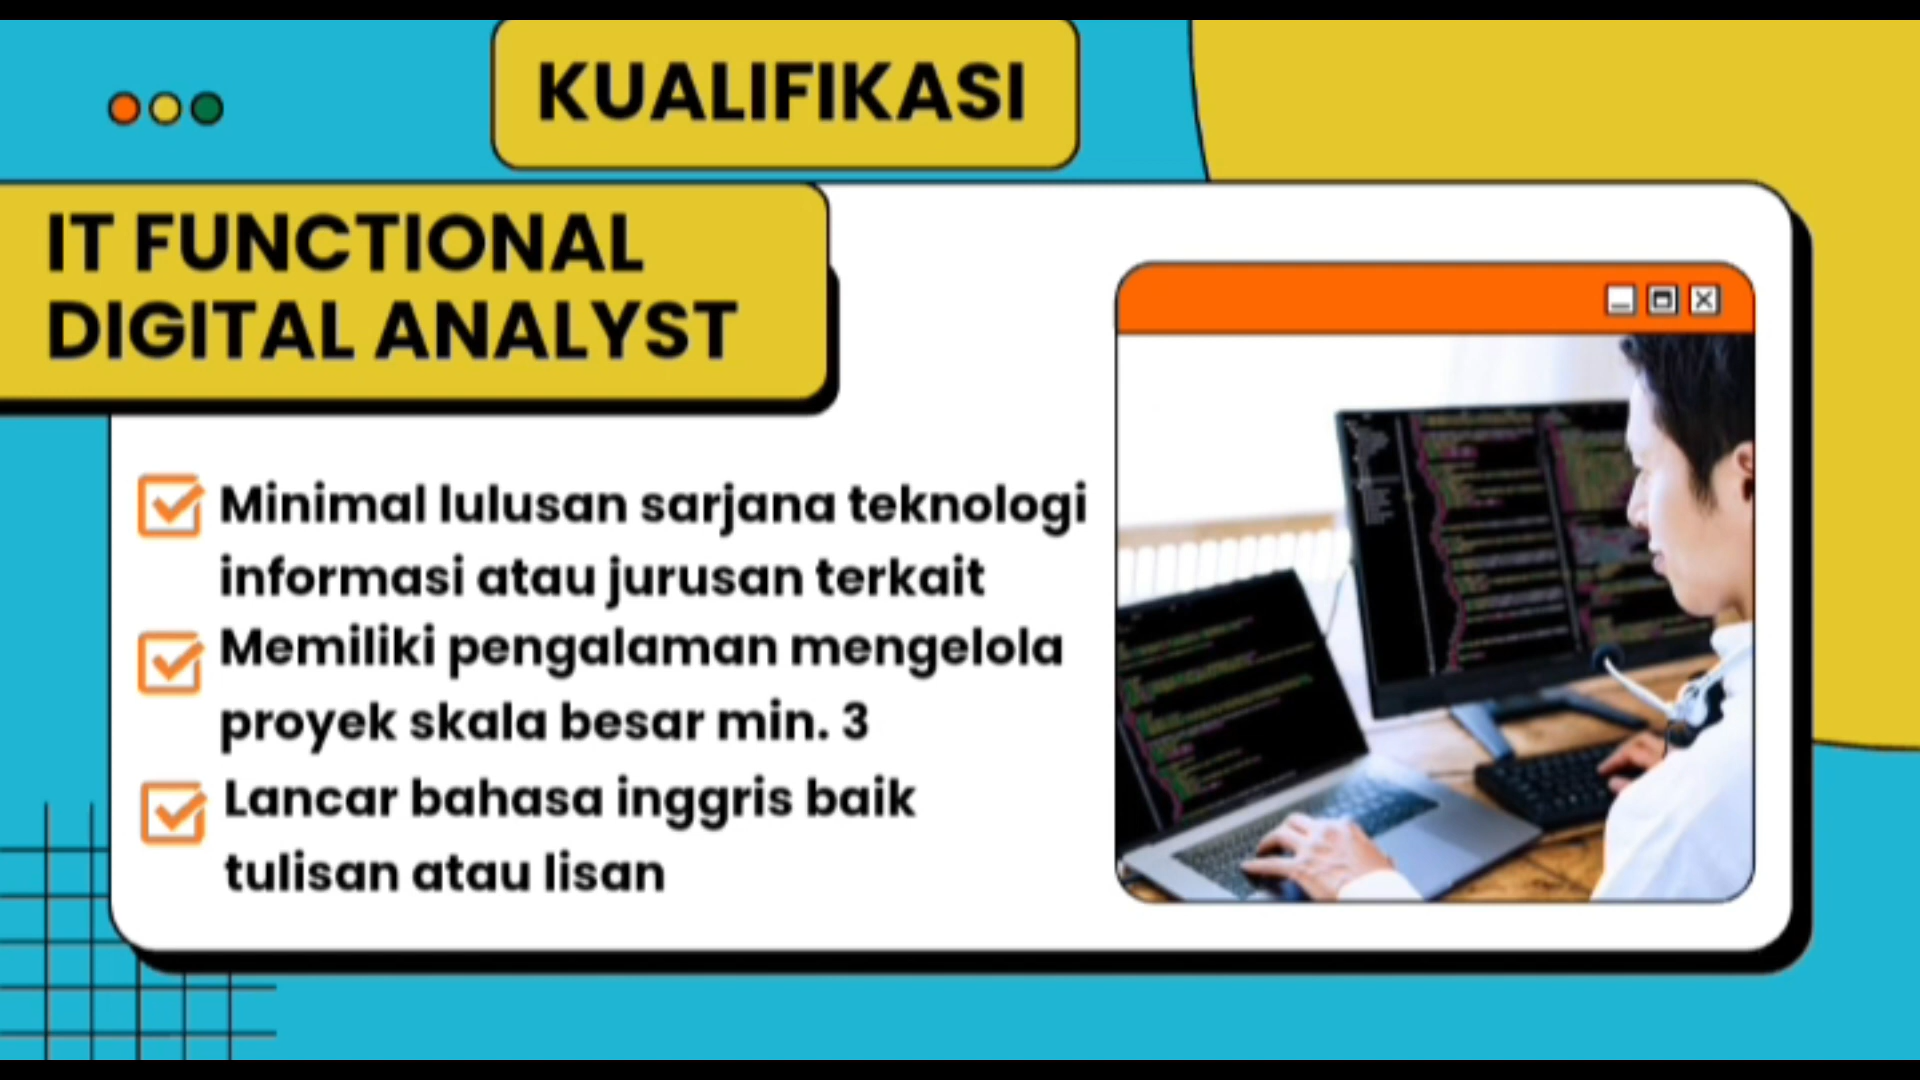 KUALIFIKASI
IT FUNCTIONAL
DIGITAL ANALYST
Minimal lulusan sarjana teknologi
informasi atau jurusan terkait
Memiliki pengalaman mengelola
proyek skala besar min. 3
Lancar bahasa inggris baik
tulisan atau lisan